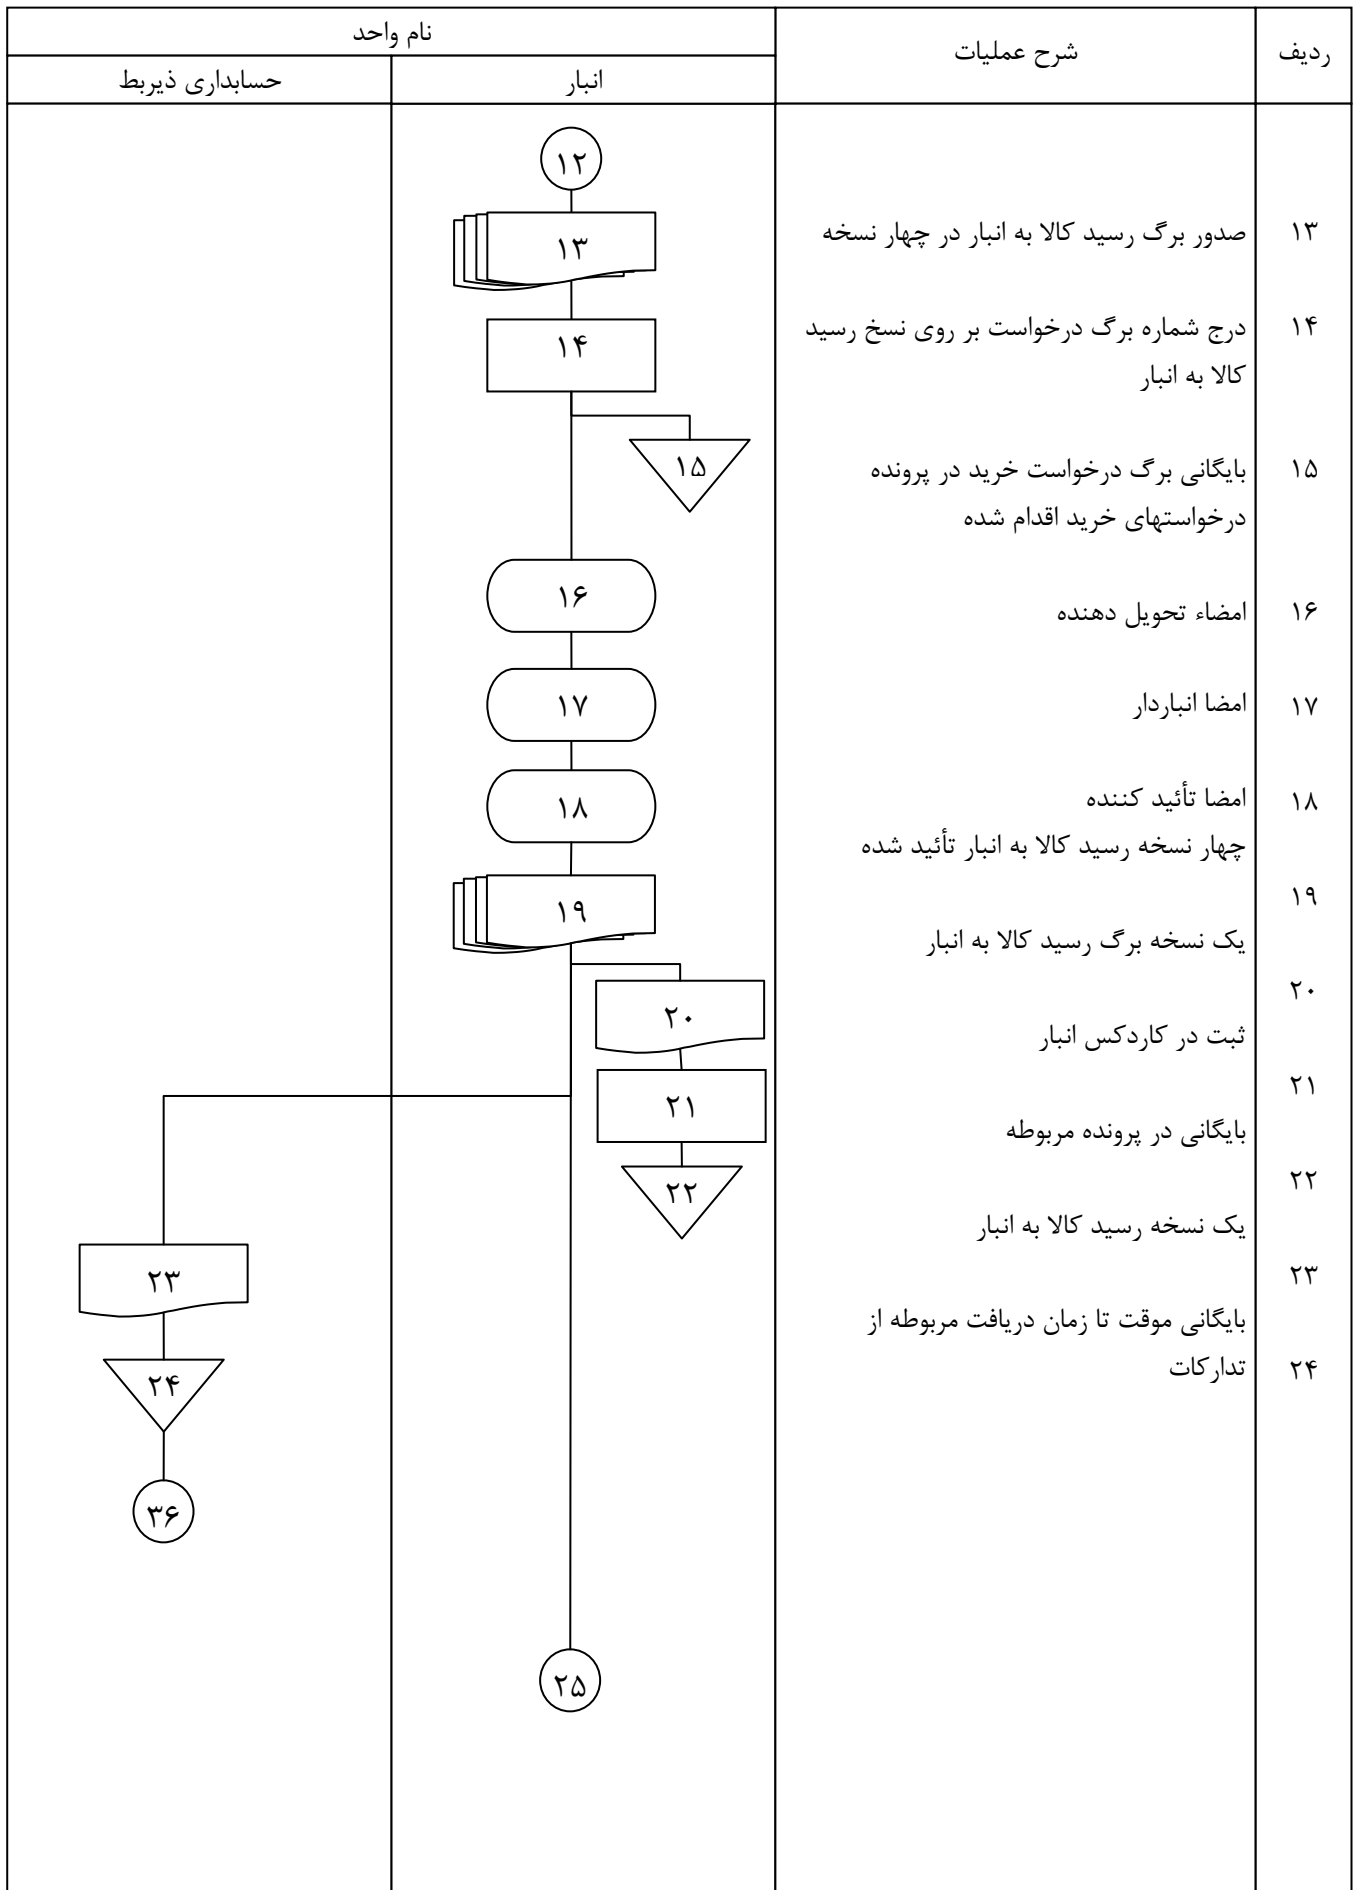 ردیف
شرح عملیات
نام واحد
انبار
حسابداری ذیربط
۱۳
صدور برگ رسید کالا به انبار در چهار نسخه
۱۴
درج شماره برگ درخواست بر روی نسخ رسید
کالا به انبار
۱۵
بایگانی برگ درخواست خرید در پرونده
درخواستهای خرید اقدام شده
۱۶
امضاء تحویل دهنده
۱۷
امضا انباردار
۱۸
امضا تأئید کننده
چهار نسخه رسید کالا به انبار تأئید شده
۱۹
یک نسخه برگ رسید کالا به انبار
۲۰
ثبت در کاردکس انبار
۲۱
بایگانی در پرونده مربوطه
۲۲
یک نسخه رسید کالا به انبار
۲۳
بایگانی موقت تا زمان دریافت مربوطه از
۲۴
تدارکات
۱۲
۱۳
۱۴
۱۵
۱۶
۱۷
۱۸
۱۹
۲۰
۲۱
۲۲
۲۳
۲۴
۳۶
۲۵